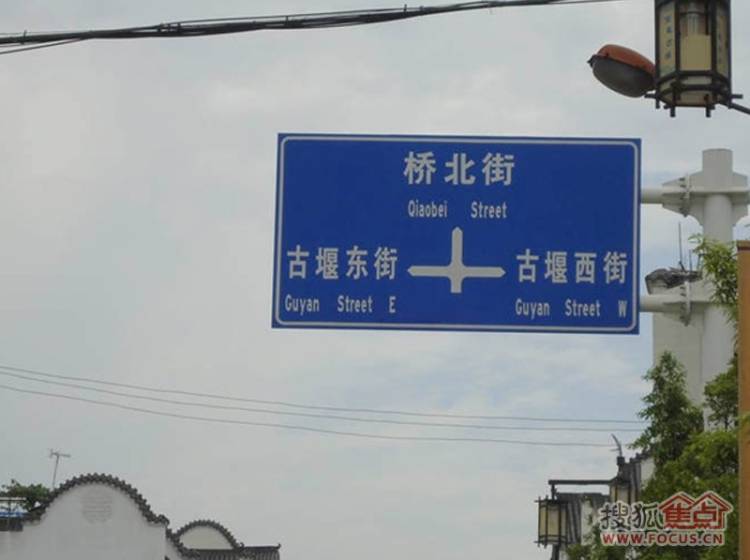 桥北街
Qiaobei Street
古堰东街
Guyan Street E
古堰西街
Guyan Street W
搜狐焦点
WWW.FOCUS.CN